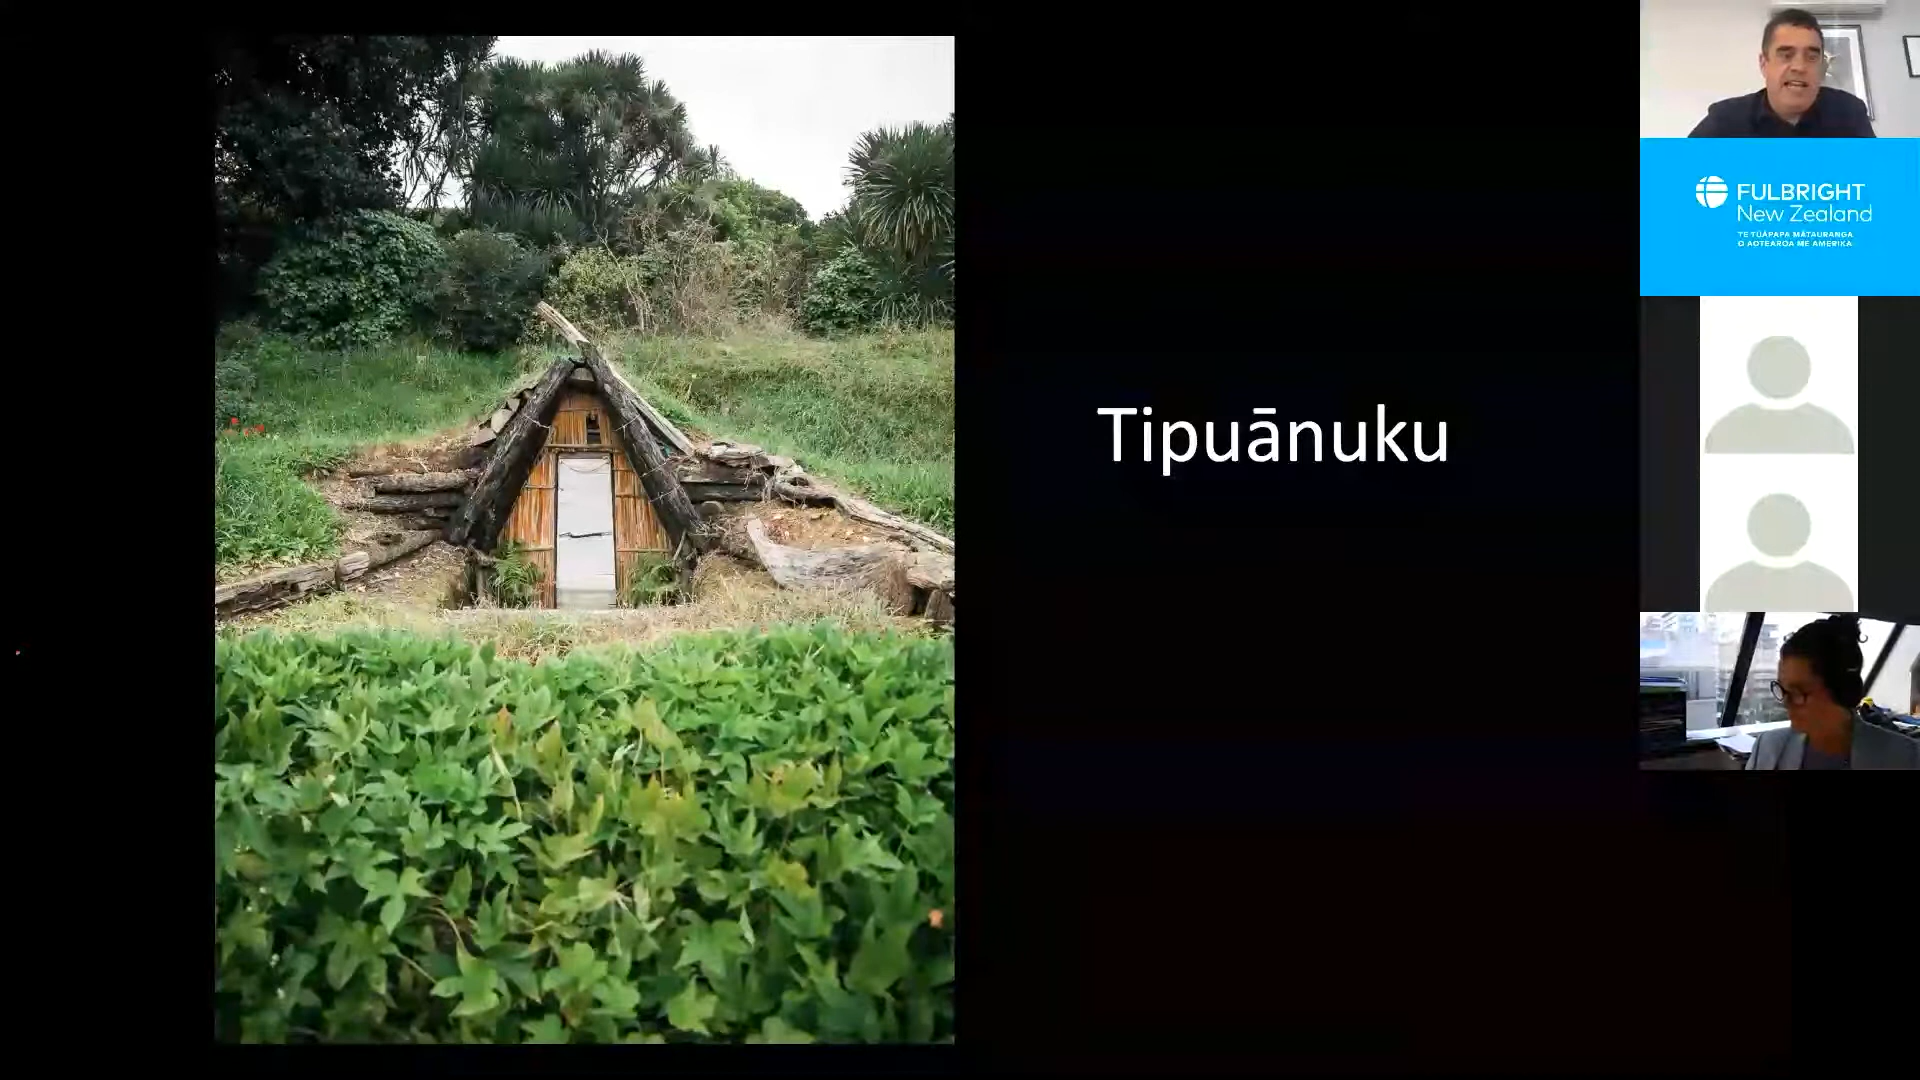 Tipuānuku
FULBRIGHT
New Zealand
TE TŪĀPAPA MĀTAURANGA
O AOTEAROA ME AMERIKA